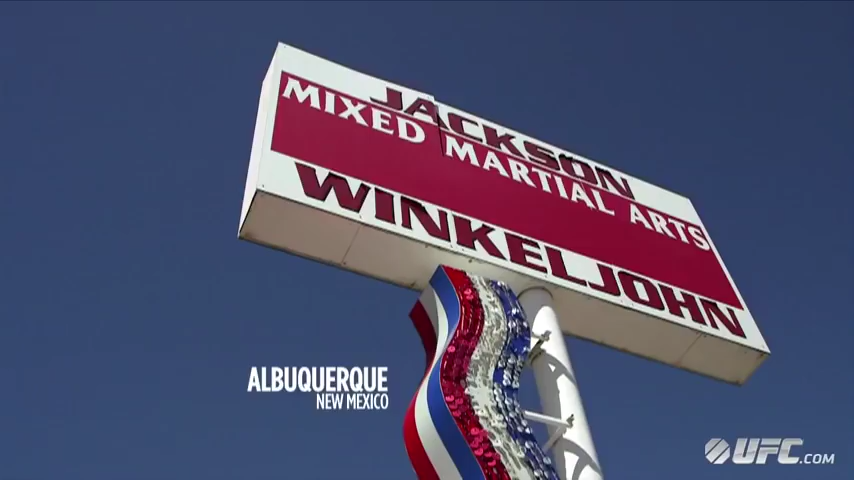 JACKSON
MIXED MARTIAL ARTS
WINKELJOHN
ALBUQUERQUE
NEW MEXICO
UFC.COM